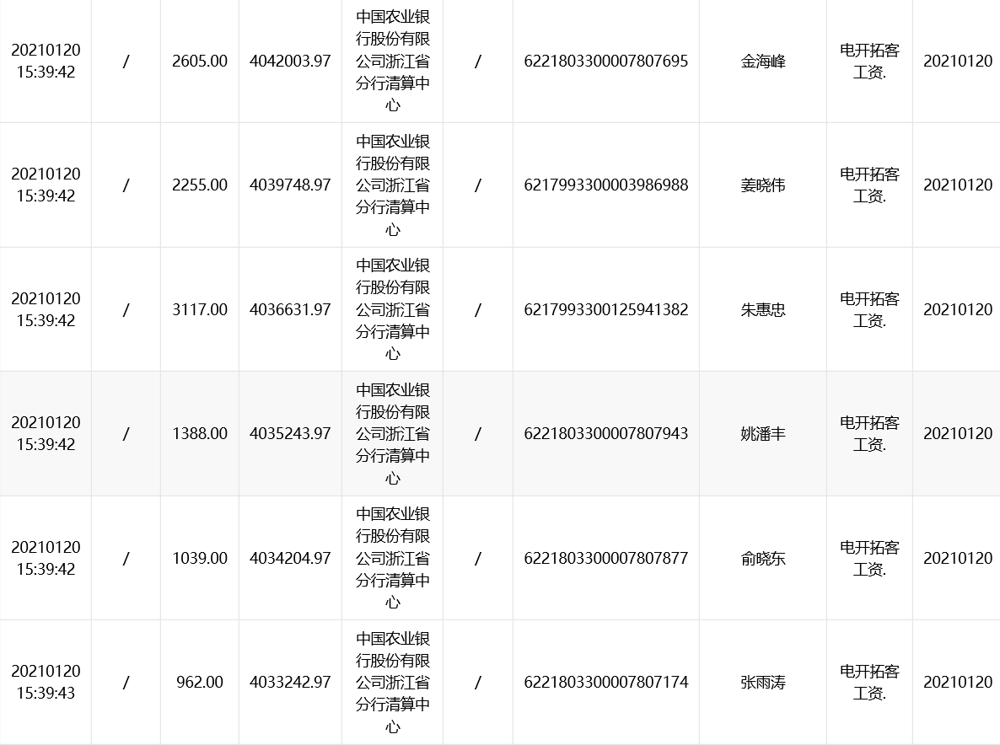 20210120 15:39:42 / 2605.00 4042003.97 中国农业银行股份有限公司浙江省分行清算中心 / 6221803300007807695 金海峰 电开拓客工资. 20210120
20210120 15:39:42 / 2255.00 4039748.97 中国农业银行股份有限公司浙江省分行清算中心 / 6217993300003986988 姜晓伟 电开拓客工资. 20210120
20210120 15:39:42 / 3117.00 4036631.97 中国农业银行股份有限公司浙江省分行清算中心 / 6217993300125941382 朱惠忠 电开拓客工资. 20210120
20210120 15:39:42 / 1388.00 4035243.97 中国农业银行股份有限公司浙江省分行清算中心 / 6221803300007807943 姚潘丰 电开拓客工资. 20210120
20210120 15:39:42 / 1039.00 4034204.97 中国农业银行股份有限公司浙江省分行清算中心 / 6221803300007807877 俞晓东 电开拓客工资. 20210120
20210120 15:39:43 / 962.00 4033242.97 中国农业银行股份有限公司浙江省分行清算中心 / 6221803300007807174 张雨涛 电开拓客工资. 20210120